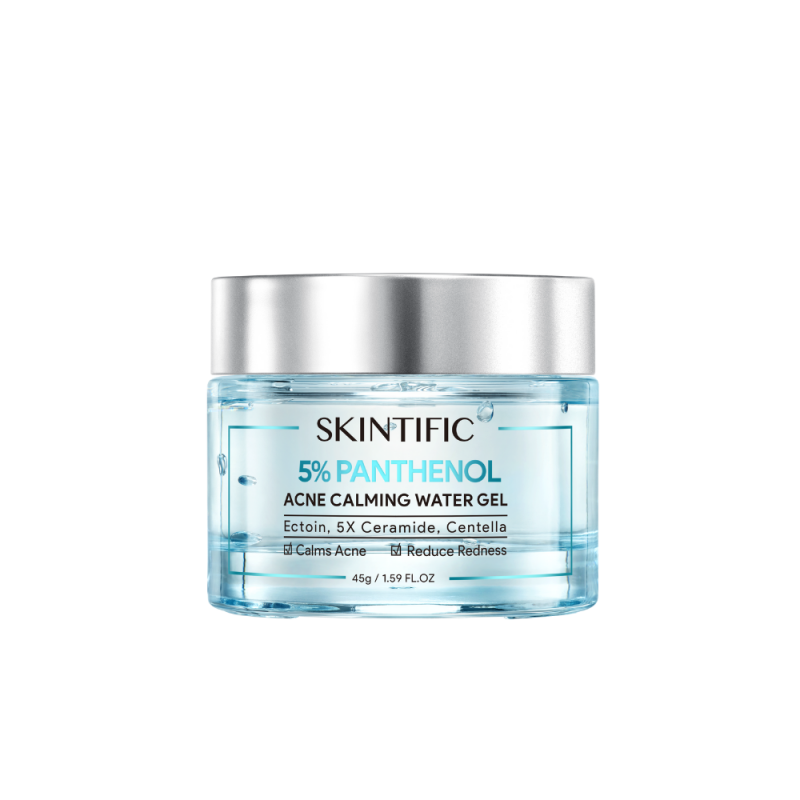 SKINTIFIC
5% PANTHENOL
ACNE CALMING WATER GEL
Ectoin, 5X Ceramide, Centella
☑ Calms Acne ☑ Reduce Redness
45g / 1.59 FL.OZ